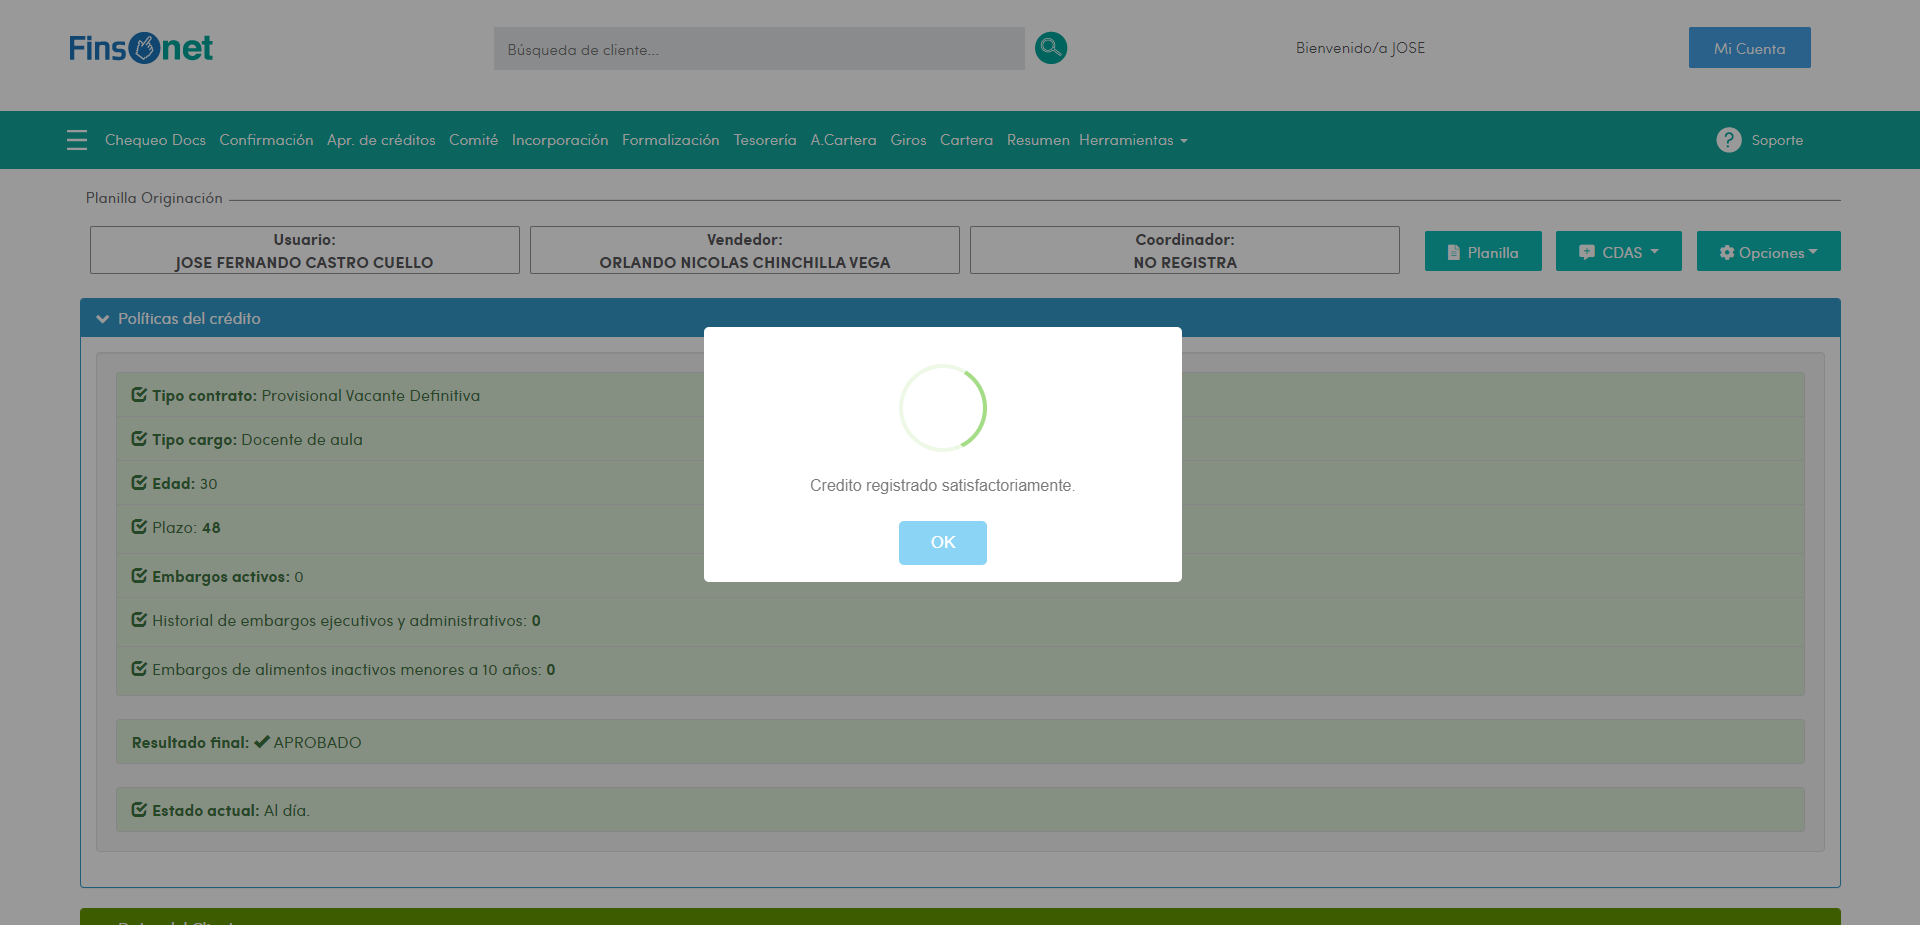 Finsonet
Búsqueda de cliente...
Bienvenido/a JOSE
Mi Cuenta
Chequeo Docs Confirmación Apr. de créditos Comité Incorporación Formalización Tesorería A.Cartera Giros Cartera Resumen Herramientas
? Soporte
Planilla Originación
Usuario:
JOSE FERNANDO CASTRO CUELLO
Vendedor:
ORLANDO NICOLAS CHINCHILLA VEGA
Coordinador:
NO REGISTRA
Planilla
CDAS
Opciones
Políticas del crédito
Tipo contrato: Provisional Vacante Definitiva
Tipo cargo: Docente de aula
Edad: 30
Plazo: 48
Embargos activos: 0
Historial de embargos ejecutivos y administrativos: 0
Embargos de alimentos inactivos menores a 10 años: 0
Resultado final: APROBADO
Estado actual: Al día.
Credito registrado satisfactoriamente.
OK